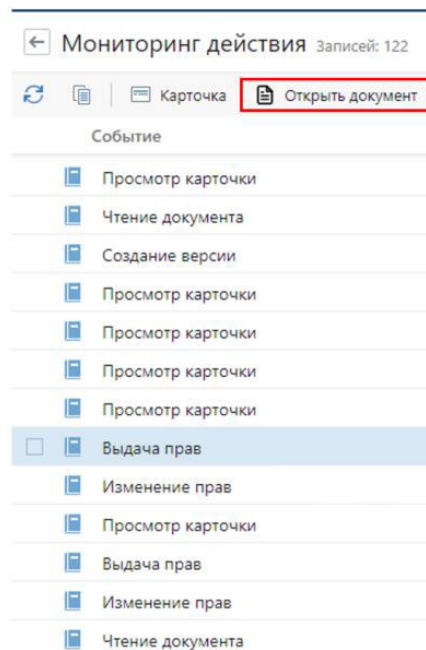 Мониторинг действия Записей: 122
Карточка Открыть документ
Событие
Просмотр карточки
Чтение документа
Создание версии
Просмотр карточки
Просмотр карточки
Просмотр карточки
Просмотр карточки
Выдача прав
Изменение прав
Просмотр карточки
Выдача прав
Изменение прав
Чтение документа